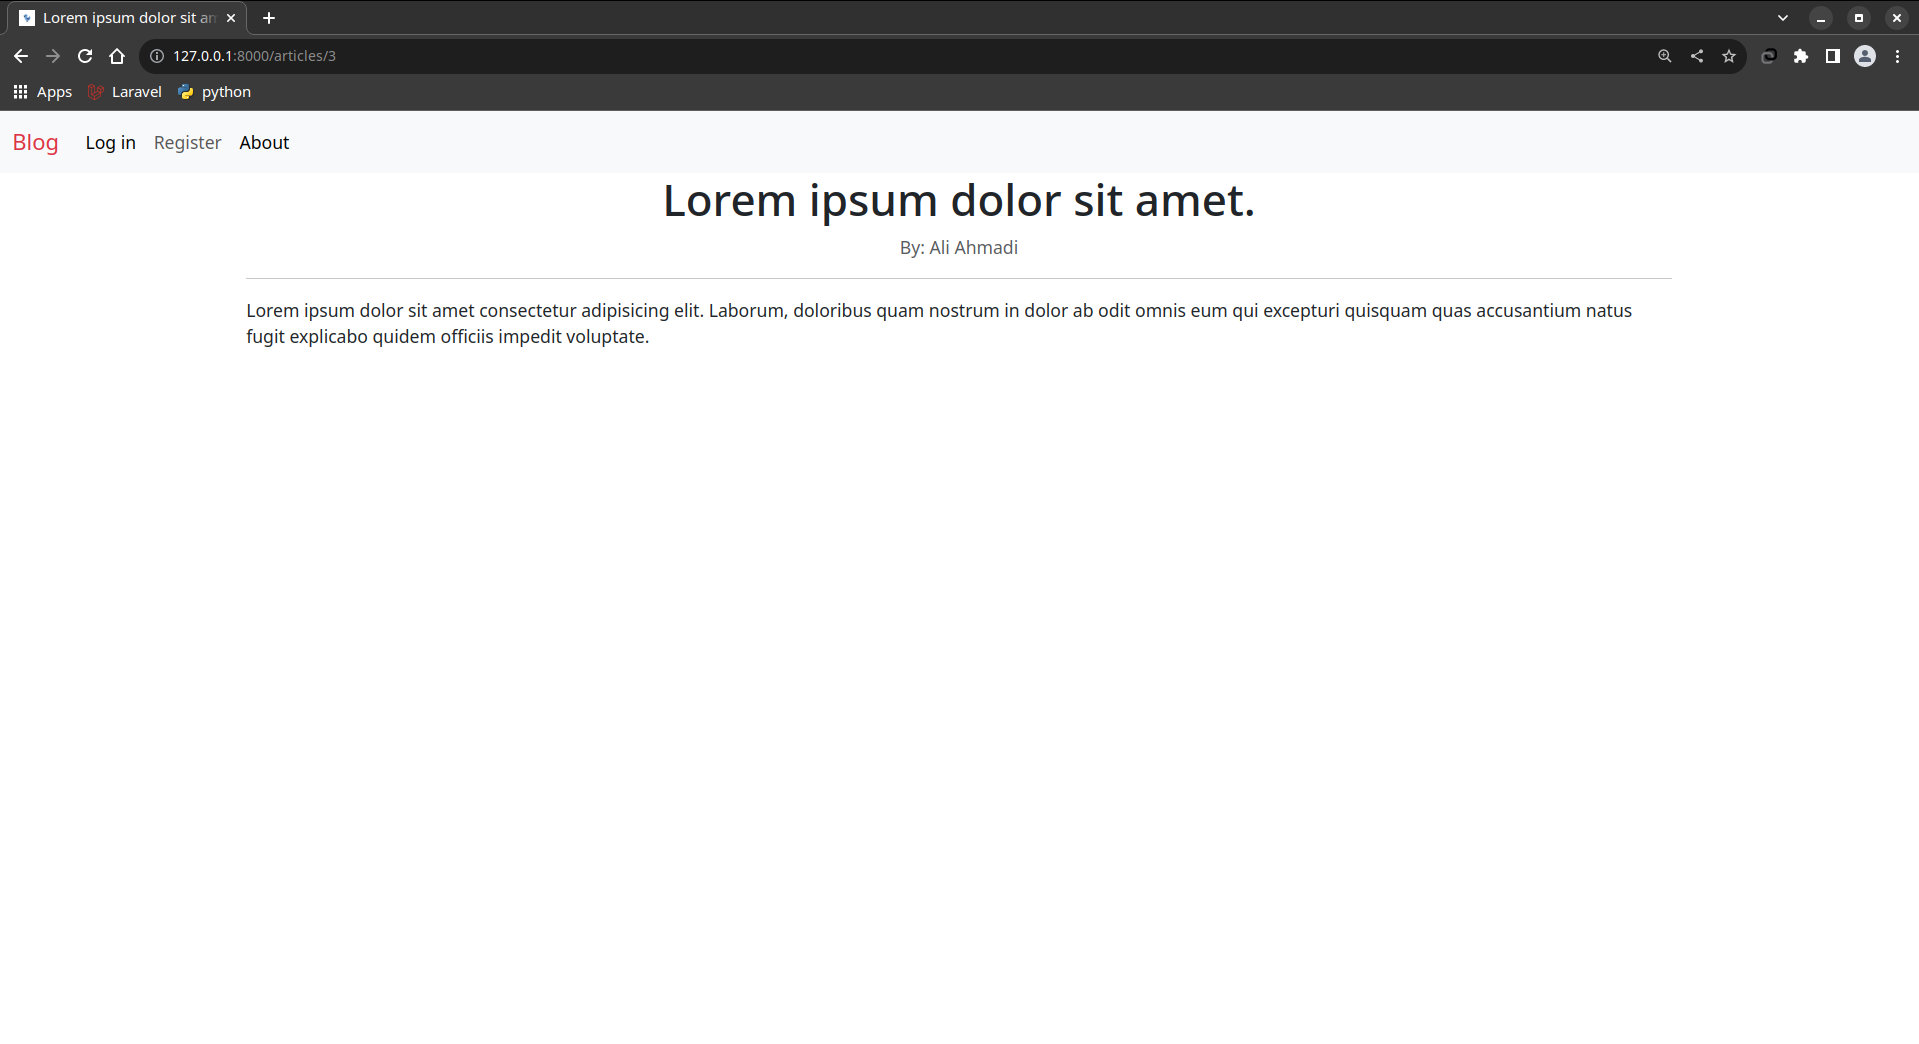 Lorem ipsum dolor sit am
127.0.0.1:8000/articles/3
Apps Laravel python
Blog Log in Register About
Lorem ipsum dolor sit amet.
By: Ali Ahmadi
Lorem ipsum dolor sit amet consectetur adipisicing elit. Laborum, doloribus quam nostrum in dolor ab odit omnis eum qui excepturi quisquam quas accusantium natus
fugit explicabo quidem officiis impedit voluptate.